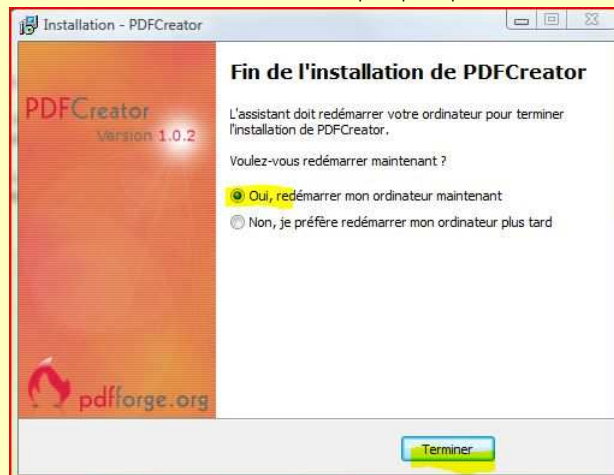 Installation - PDFCreator
PDFCreator
Version 1.0.2
Fin de l'installation de PDFCreator
L'assistant doit redémarrer votre ordinateur pour terminer
l'installation de PDFCreator.
Voulez-vous redémarrer maintenant ?
Oui, redémarrer mon ordinateur maintenant
Non, je préfère redémarrer mon ordinateur plus tard
pdfforge.org
Terminer